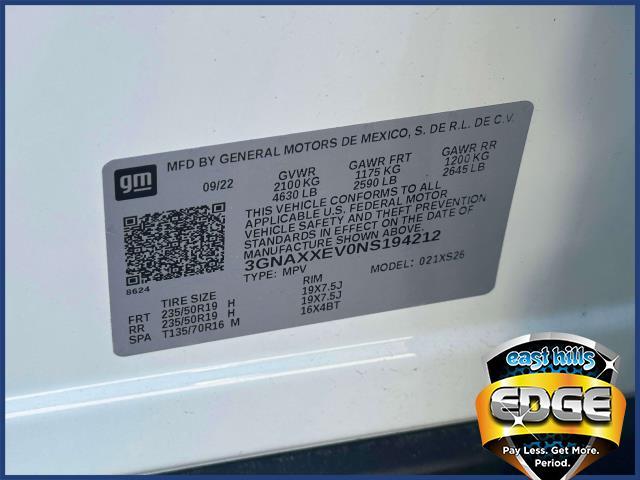 gm
MFD BY GENERAL MOTORS DE MEXICO, S. DE R.L. DE C.V.
09/22 GVWR GAWR FRT GAWR RR
2100 KG 1175 KG 1200 KG
4630 LB 2590 LB 2645 LB
THIS VEHICLE CONFORMS TO ALL
APPLICABLE U.S. FEDERAL MOTOR
VEHICLE SAFETY AND THEFT PREVENTION
STANDARDS IN EFFECT ON THE DATE OF
MANUFACTURE SHOWN ABOVE.
3GNAXXEV0NS194212
TYPE: MPV MODEL: 021XS26
8624
TIRE SIZE RIM
FRT 235/50R19 H 19X7.5J
RR 235/50R19 H 19X7.5J
SPA T135/70R16 M 16X4BT
east hills
EDGE
Pay Less. Get More.
Period.